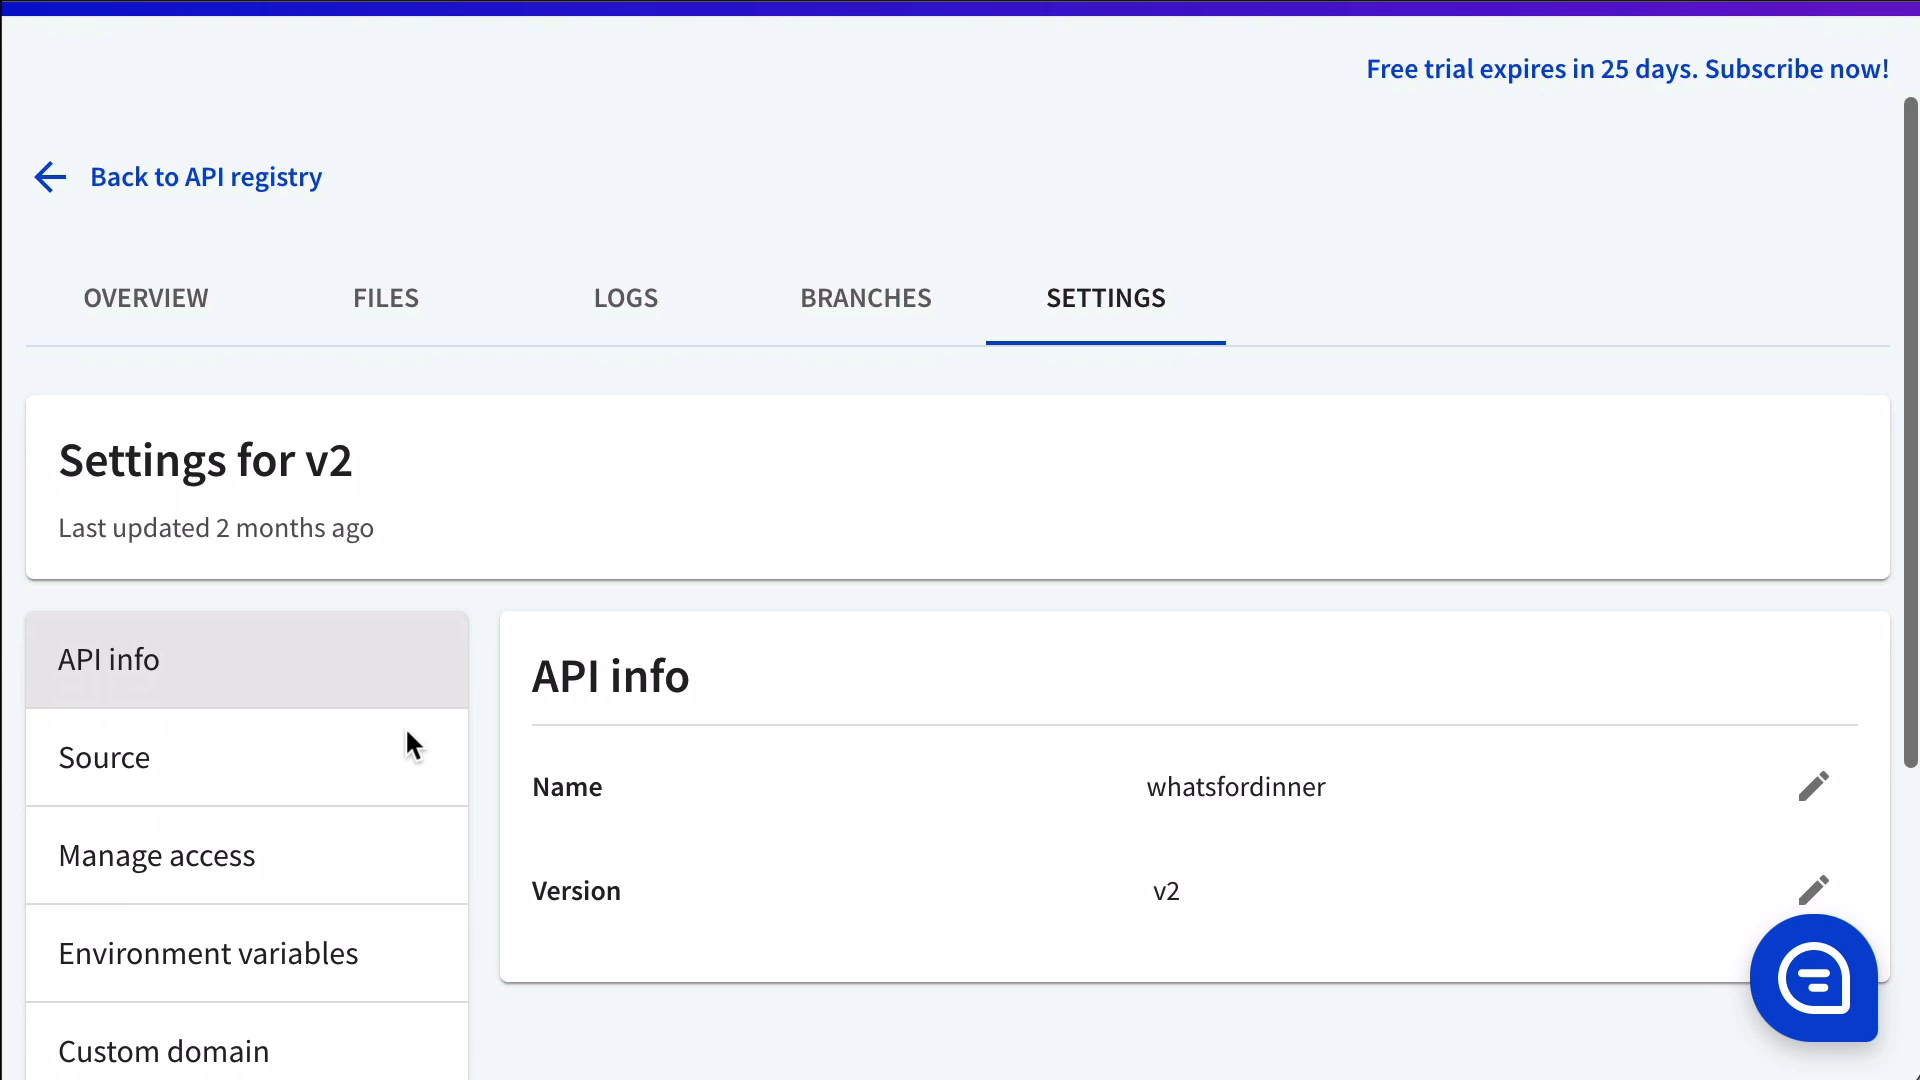 Free trial expires in 25 days. Subscribe now!
Back to API registry
OVERVIEW FILES LOGS BRANCHES SETTINGS
Settings for v2
Last updated 2 months ago
API info
Source
Manage access
Environment variables
Custom domain
API info
Name whatsfordinner
Version v2